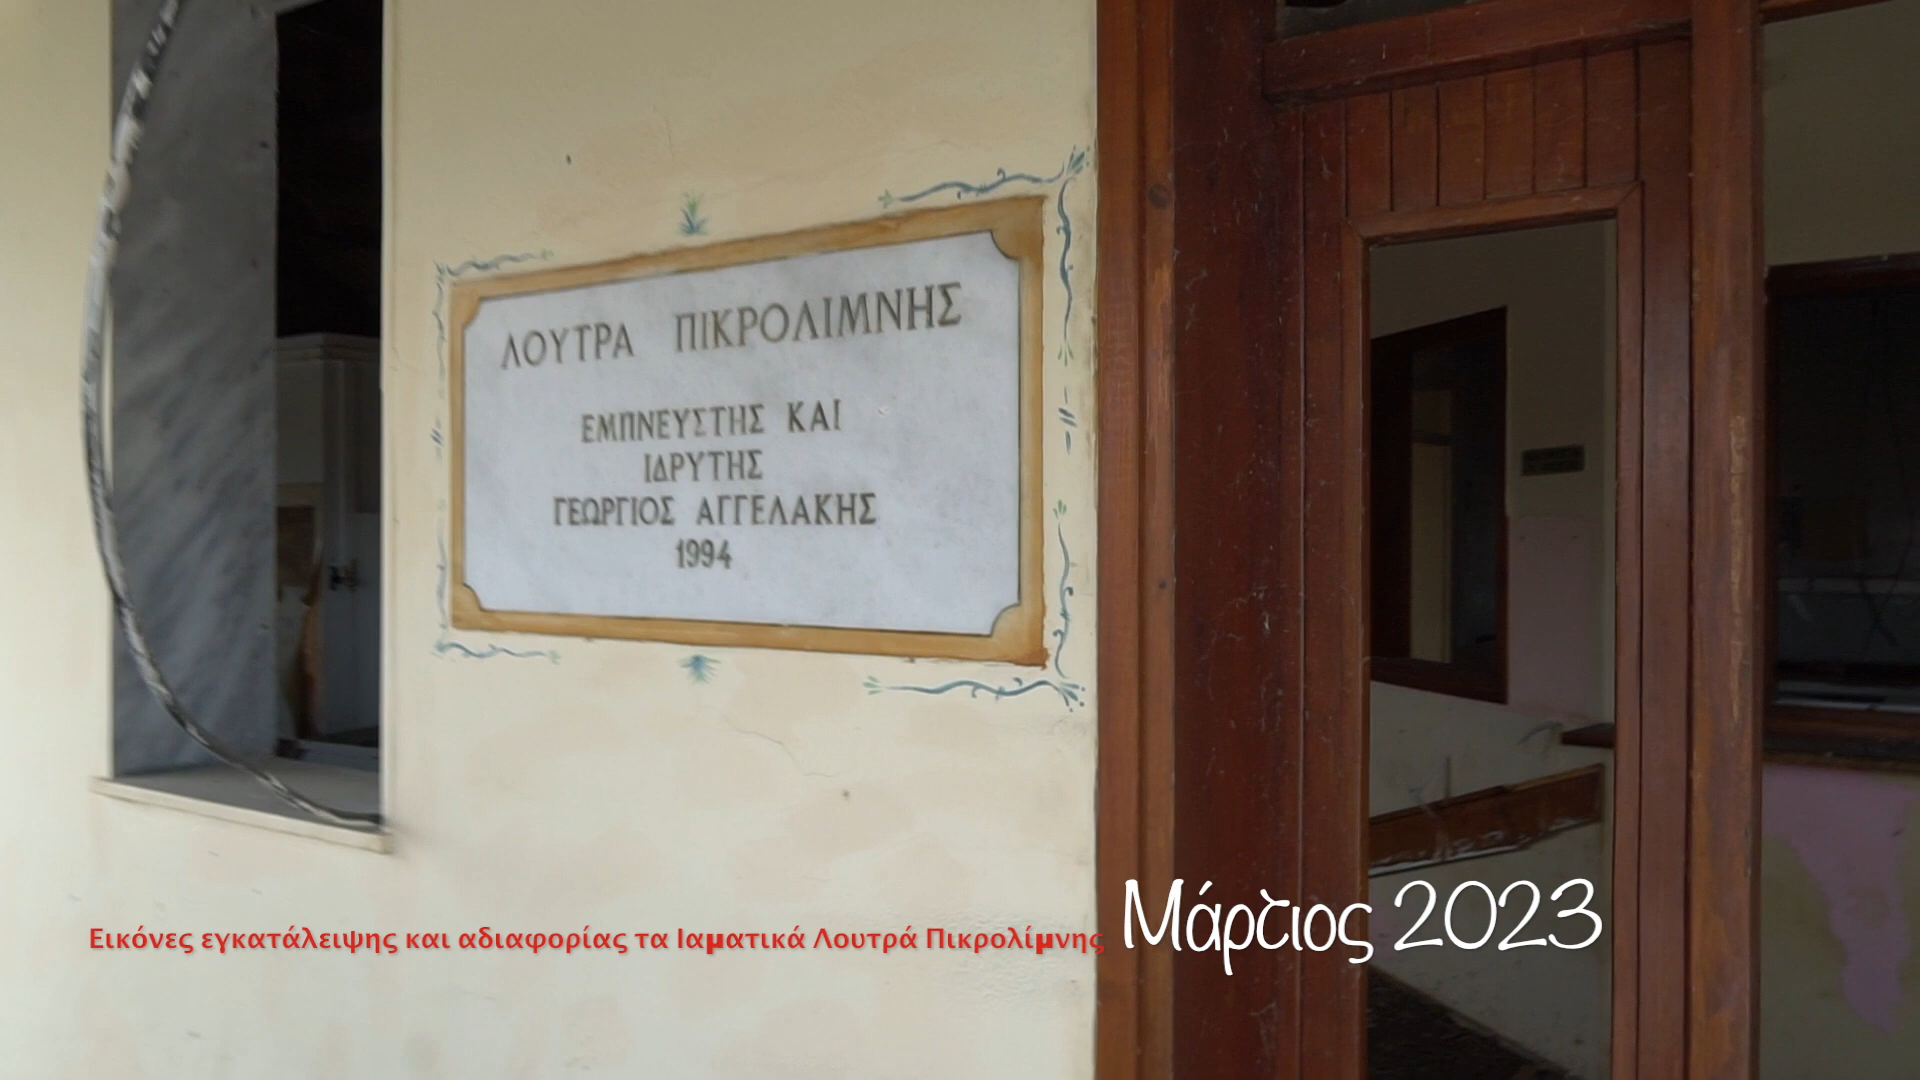 ΛΟΥΤΡΑ ΠΙΚΡΟΛΙΜΝΗΣ
ΕΜΠΝΕΥΣΤΗΣ ΚΑΙ
ΙΔΡΥΤΗΣ
ΓΕΩΡΓΙΟΣ ΑΓΓΕΛΑΚΗΣ
1994
Εικόνες εγκατάλειψης και αδιαφορίας τα Ιαματικά Λουτρά Πικρολίμνης
Μάρτιος 2023